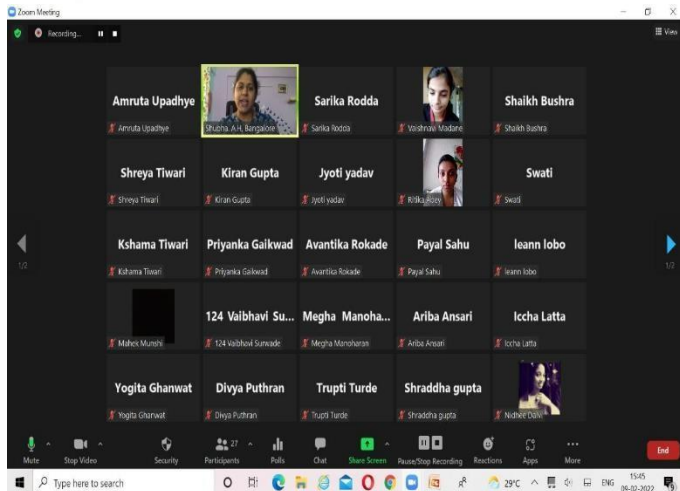 Zoom Meeting
Recording...
View
Amruta Upadhye
Sarika Rodda
Shaikh Bushra
Amruta Upadhye
Shubha. A H, Bangalore
Sarika Rodda
Vaishnavi Madane
Shaikh Bushra
Shreya Tiwari
Kiran Gupta
Jyoti yadav
Swati
Shreya Tiwari
Kiran Gupta
Jyoti yadav
Ritika
Swati
Kshama Tiwari
Priyanka Gaikwad
Avantika Rokade
Payal Sahu
leann lobo
1/2
1/2
Kshama Tiwari
Priyanka Gaikwad
Avantika Rokade
Payal Sahu
leann lobo
124 Vaibhavi Su...
Megha Manoha...
Ariba Ansari
Iccha Latta
Mahek Munshi
124 Vaibhavi Surwade
Megha Manoharan
Ariba Ansari
Iccha Latta
Yogita Ghanwat
Divya Puthran
Trupti Turde
Shraddha gupta
Yogita Ghanwat
Divya Puthran
Trupti Turde
Shraddha gupta
Nidhee Dalvi
27
Mute
Stop Video
Security
Participants
Polls
Chat
Share Screen
Pause/Stop Recording
Reactions
Apps
More
End
Type here to search
29°C
ENG
15:45
09-02-2022